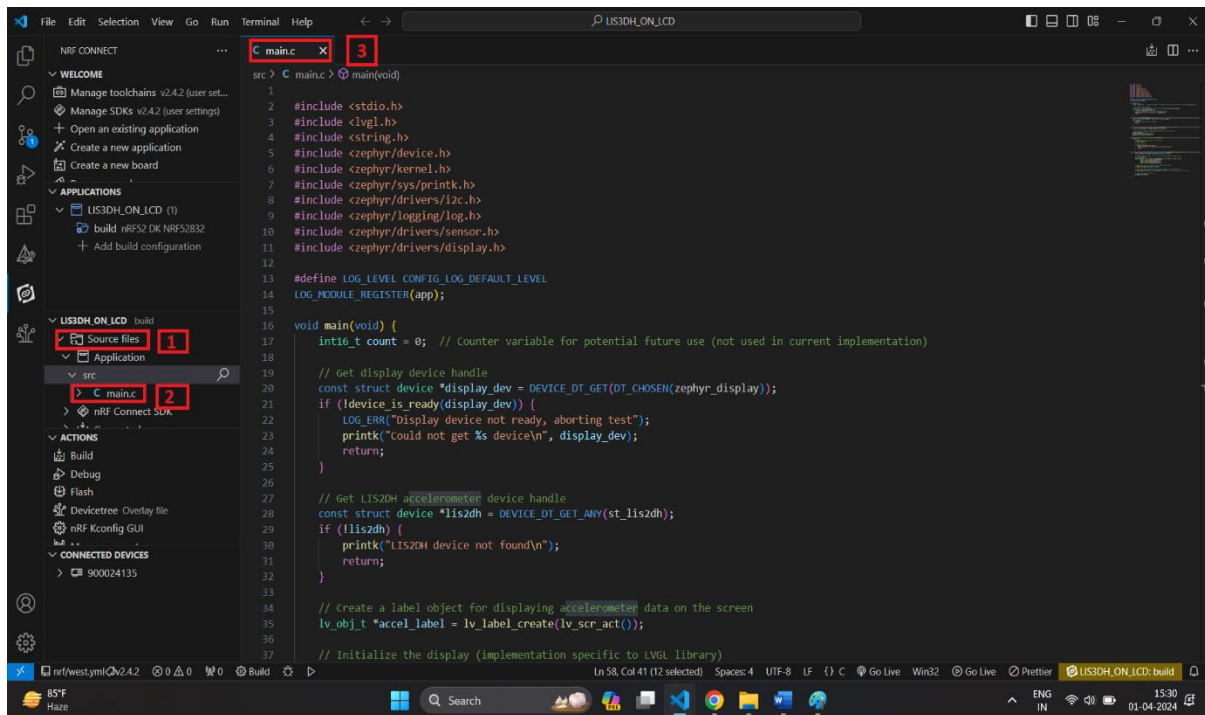 File Edit Selection View Go Run Terminal Help
LIS3DH_ON_LCD
NRF CONNECT
WELCOME
Manage toolchains v2.4.2 (user set...
Manage SDKs v2.4.2 (user settings)
Open an existing application
Create a new application
Create a new board
APPLICATIONS
LIS3DH_ON_LCD (1)
build nRF52 DK NRF52832
Add build configuration
LIS3DH_ON_LCD build
Source files
1
Application
src
C main.c
2
nRF Connect SDK
ACTIONS
Build
Debug
Flash
Devicetree Overlay file
nRF Kconfig GUI
CONNECTED DEVICES
900024135
C main.c
3
src > C main.c > main(void)
1
2 #include <stdio.h>
3 #include <lvgl.h>
4 #include <string.h>
5 #include <zephyr/device.h>
6 #include <zephyr/kernel.h>
7 #include <zephyr/sys/printk.h>
8 #include <zephyr/drivers/i2c.h>
9 #include <zephyr/logging/log.h>
10 #include <zephyr/drivers/sensor.h>
11 #include <zephyr/drivers/display.h>
12
13 #define LOG_LEVEL CONFIG_LOG_DEFAULT_LEVEL
14 LOG_MODULE_REGISTER(app);
15
16 void main(void) {
17 int16_t count = 0; // Counter variable for potential future use (not used in current implementation)
18
19 // Get display device handle
20 const struct device *display_dev = DEVICE_DT_GET(DT_CHOSEN(zephyr_display));
21 if (!device_is_ready(display_dev)) {
22 LOG_ERR("Display device not ready, aborting test");
23 printk("Could not get %s device\n", display_dev);
24 return;
25 }
26
27 // Get LIS2DH accelerometer device handle
28 const struct device *lis2dh = DEVICE_DT_GET_ANY(st_lis2dh);
29 if (!lis2dh) {
30 printk("LIS2DH device not found\n");
31 return;
32 }
33
34 // Create a label object for displaying accelerometer data on the screen
35 lv_obj_t *accel_label = lv_label_create(lv_scr_act());
36
37 // Initialize the display (implementation specific to LVGL library)
nrf/west.yml v2.4.2 0 0 0 Build Ln 58, Col 41 (12 selected) Spaces: 4 UTF-8 LF {} C Go Live Win32 Go Live Prettier LIS3DH_ON_LCD: build
85°F
Haze
Search
ENG
IN
15:30
01-04-2024